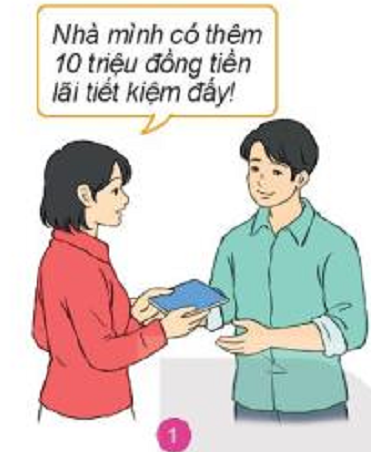 Nhà mình có thêm
10 triệu đồng tiền
lãi tiết kiệm đấy!
1